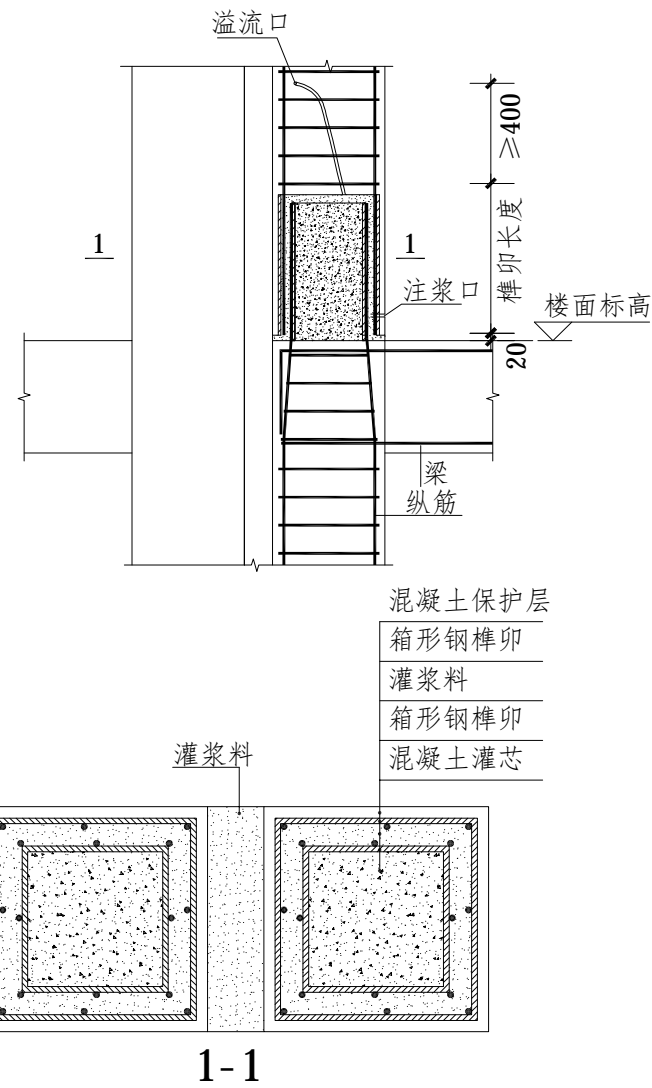 溢流口
≥400
1
1
榫卯长度
注浆口
楼面标高
20
梁
纵筋
混凝土保护层
箱形钢榫卯
灌浆料
箱形钢榫卯
混凝土灌芯
灌浆料
1-1